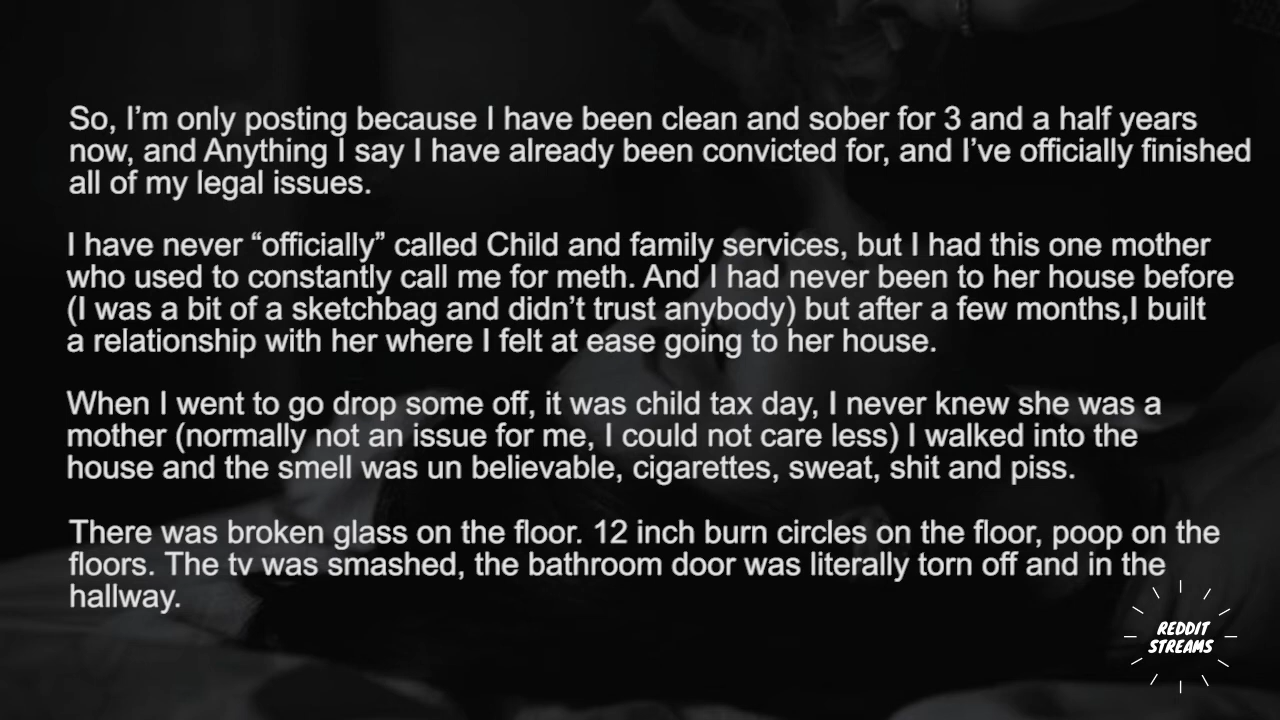 So, I’m only posting because I have been clean and sober for 3 and a half years
now, and Anything I say I have already been convicted for, and I’ve officially finished
all of my legal issues.
I have never “officially” called Child and family services, but I had this one mother
who used to constantly call me for meth. And I had never been to her house before
(I was a bit of a sketchbag and didn’t trust anybody) but after a few months,I built
a relationship with her where I felt at ease going to her house.
When I went to go drop some off, it was child tax day, I never knew she was a
mother (normally not an issue for me, I could not care less) I walked into the
house and the smell was un believable, cigarettes, sweat, shit and piss.
There was broken glass on the floor. 12 inch burn circles on the floor, poop on the
floors. The tv was smashed, the bathroom door was literally torn off and in the
hallway.
REDDIT
STREAMS